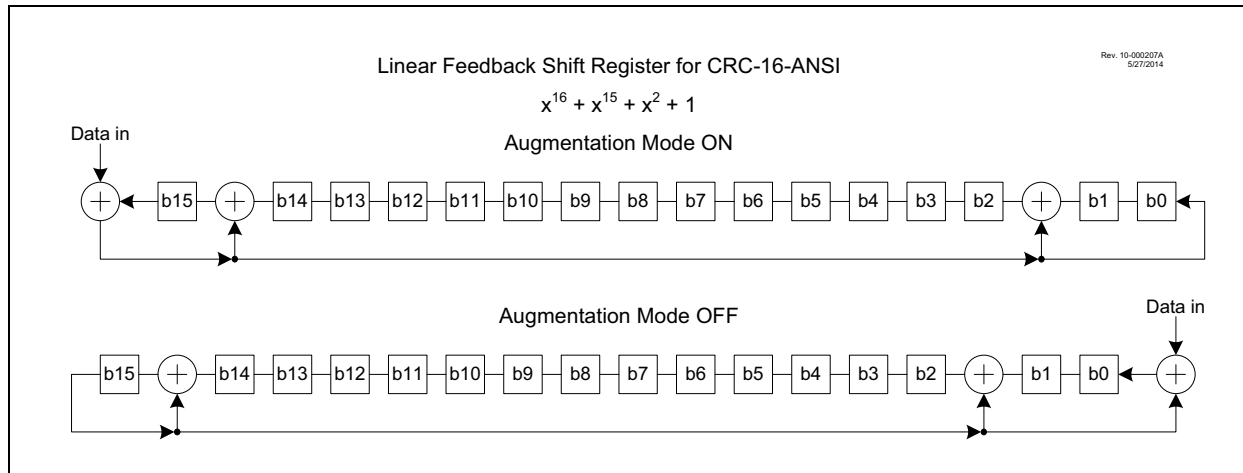 Linear Feedback Shift Register for CRC-16-ANSI
Rev. 10-000207A
5/27/2014
x¹⁶ + x¹⁵ + x² + 1
Data in
Augmentation Mode ON
b15 b14 b13 b12 b11 b10 b9 b8 b7 b6 b5 b4 b3 b2 b1 b0
Augmentation Mode OFF
Data in
b15 b14 b13 b12 b11 b10 b9 b8 b7 b6 b5 b4 b3 b2 b1 b0